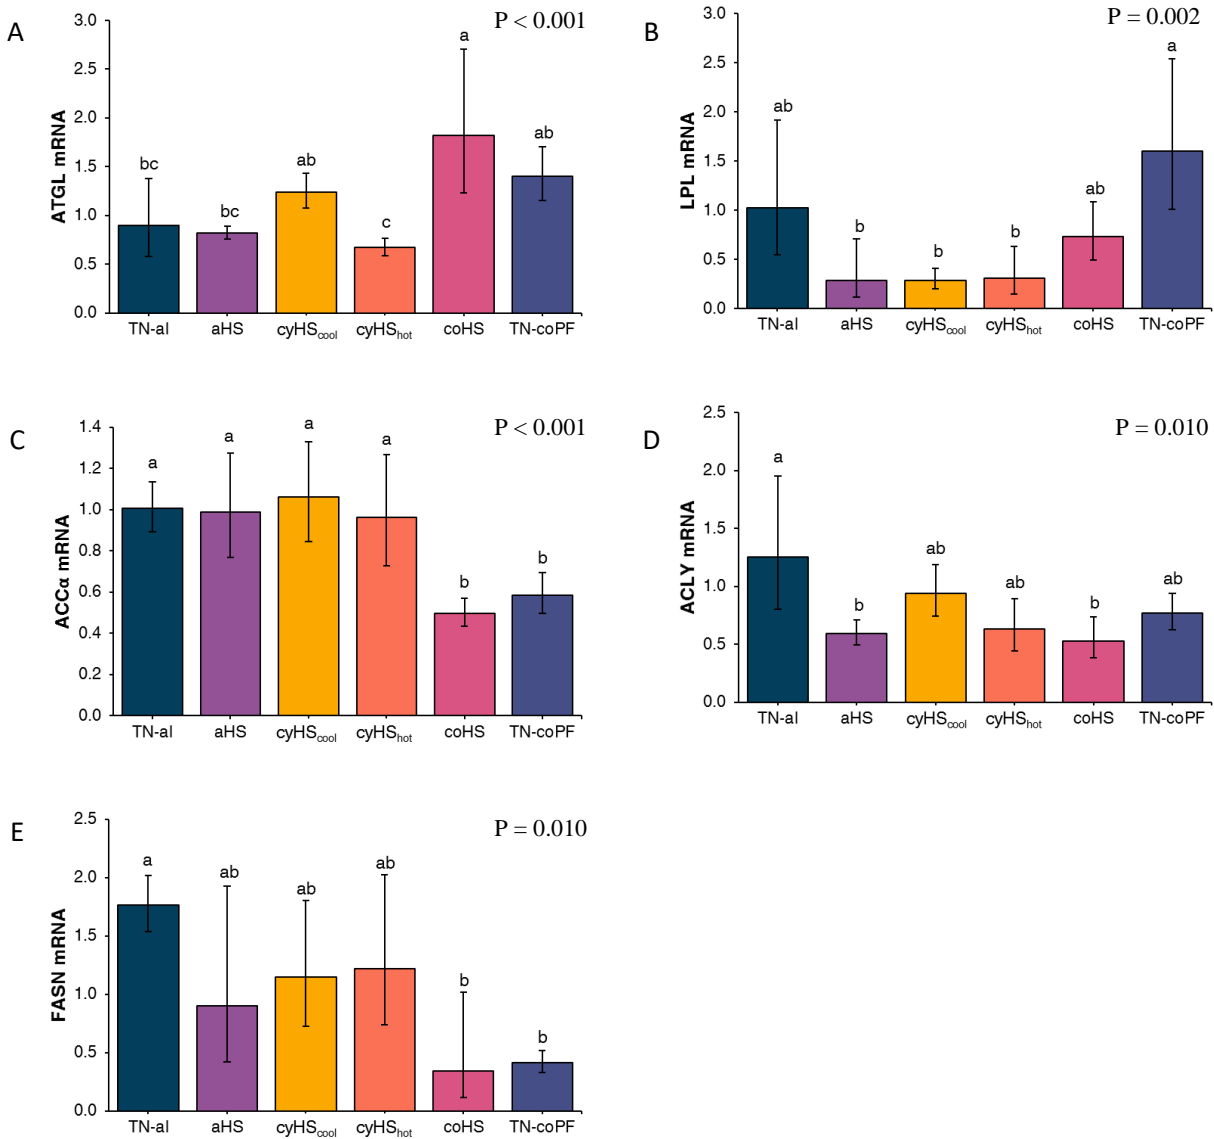 A
P < 0.001
ATGL mRNA
3.0
2.5
2.0
1.5
1.0
0.5
0.0
bc
bc
ab
c
a
ab
TN-al
aHS
cyHScool
cyHShot
coHS
TN-coPF
B
P = 0.002
LPL mRNA
3.0
2.5
2.0
1.5
1.0
0.5
0.0
ab
b
b
b
ab
a
TN-al
aHS
cyHScool
cyHShot
coHS
TN-coPF
C
P < 0.001
ACCα mRNA
1.4
1.2
1.0
0.8
0.6
0.4
0.2
0.0
a
a
a
a
b
b
TN-al
aHS
cyHScool
cyHShot
coHS
TN-coPF
D
P = 0.010
ACLY mRNA
2.5
2.0
1.5
1.0
0.5
0.0
a
b
ab
ab
b
ab
TN-al
aHS
cyHScool
cyHShot
coHS
TN-coPF
E
P = 0.010
FASN mRNA
2.5
2.0
1.5
1.0
0.5
0.0
a
ab
ab
ab
b
b
TN-al
aHS
cyHScool
cyHShot
coHS
TN-coPF